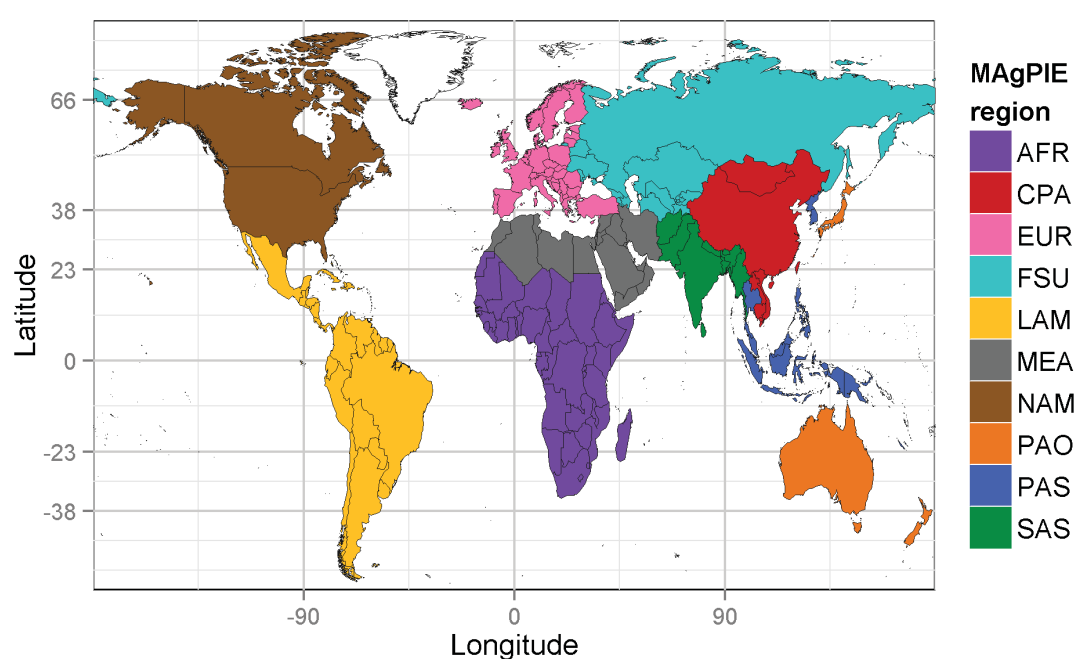 MAgPIE
region
AFR
CPA
EUR
FSU
LAM
MEA
NAM
PAO
PAS
SAS
Latitude
66
38
23
0
-23
-38
-90
0
90
Longitude